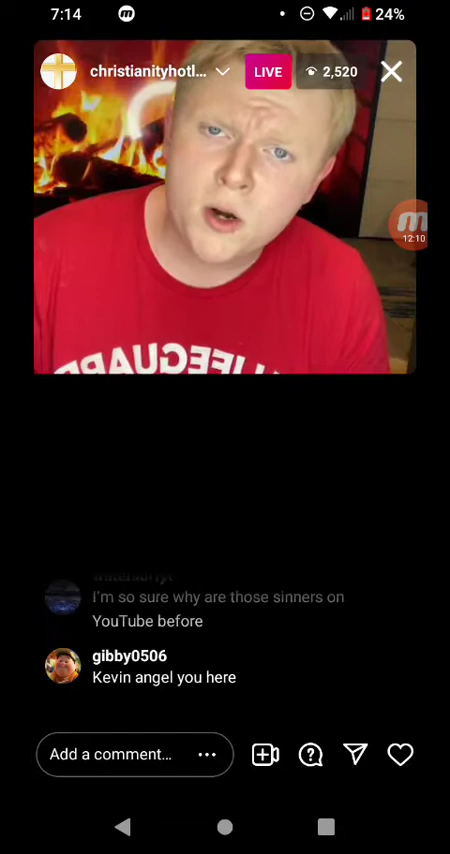 7:14
24%
christianityhotl...
LIVE
2,520
12:10
LIFEGUARD
I'm so sure why are those sinners on
YouTube before
gibby0506
Kevin angel you here
Add a comment...